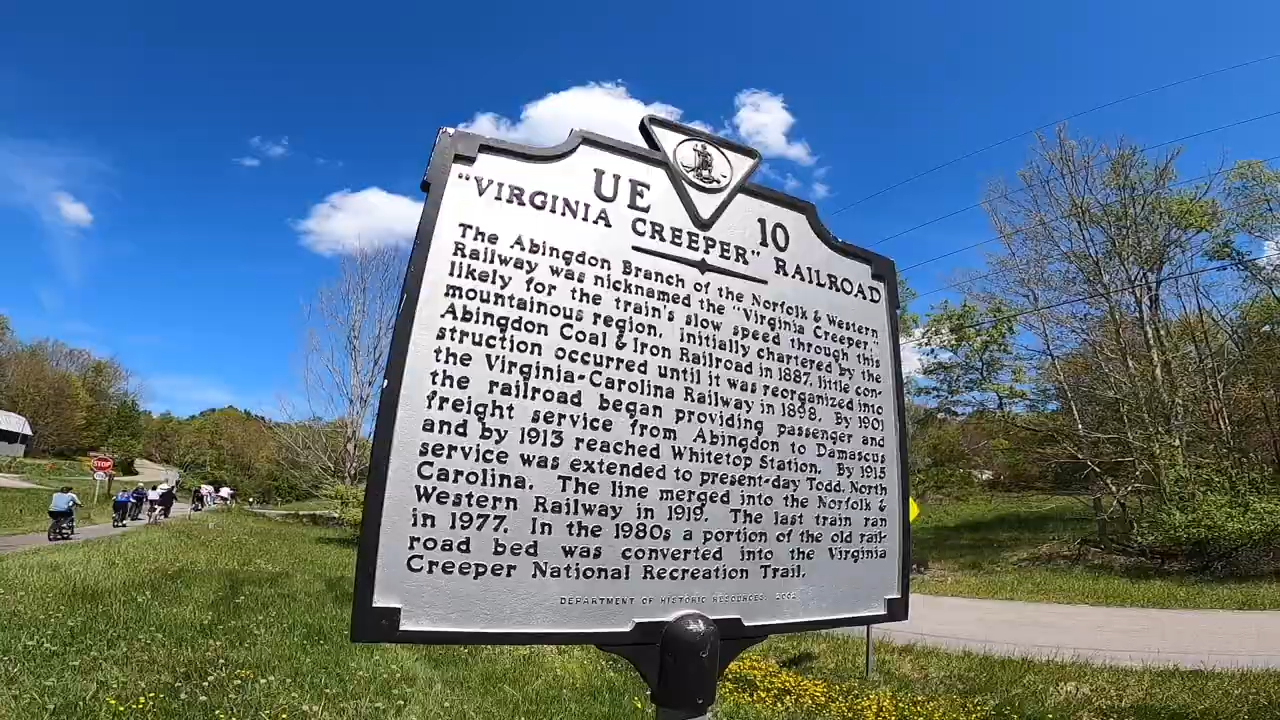 UE 10
"VIRGINIA CREEPER" RAILROAD
The Abingdon Branch of the Norfolk & Western
Railway was nicknamed the "Virginia Creeper,"
likely for the train's slow speed through this
mountainous region. Initially chartered by the
Abingdon Coal & Iron Railroad in 1887, little con-
struction occurred until it was reorganized into
the Virginia-Carolina Railway in 1898. By 1901
the railroad began providing passenger and
freight service from Abingdon to Damascus
and by 1913 reached Whitetop Station. By 1915
service was extended to present-day Todd, North
Carolina. The line merged into the Norfolk &
Western Railway in 1919. The last train ran
in 1977. In the 1980s a portion of the old rail-
road bed was converted into the Virginia
Creeper National Recreation Trail.
DEPARTMENT OF HISTORIC RESOURCES,
STOP